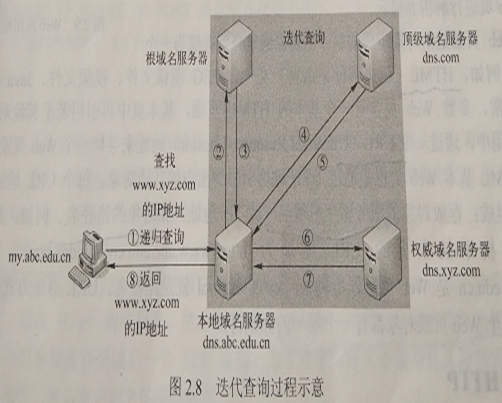 根域名服务器
迭代查询
顶级域名服务器
dns.com
②
③
④
⑤
查找
www.xyz.com
的IP地址
①递归查询
my.abc.edu.cn
⑧返回
www.xyz.com
的IP地址
⑥
⑦
权威域名服务器
dns.xyz.com
本地域名服务器
dns.abc.edu.cn
图 2.8 迭代查询过程示意